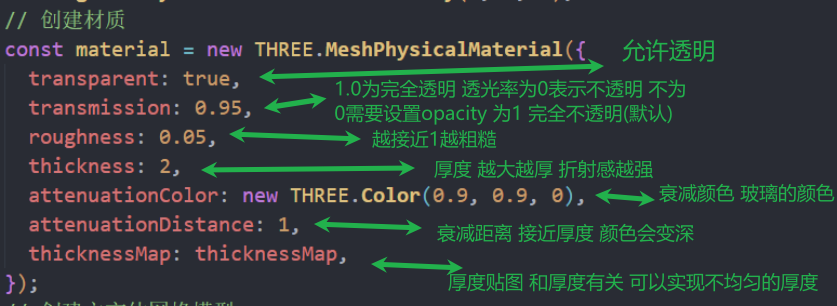 // 创建材质
const material = new THREE.MeshPhysicalMaterial({ 允许透明
transparent: true,
transmission: 0.95, 1.0为完全透明 透光率为0表示不透明 不为
0需要设置opacity 为1 完全不透明(默认)
roughness: 0.05, 越接近1越粗糙
thickness: 2, 厚度 越大越厚 折射感越强
attenuationColor: new THREE.Color(0.9, 0.9, 0), 衰减颜色 玻璃的颜色
attenuationDistance: 1, 衰减距离 接近厚度 颜色会变深
thicknessMap: thicknessMap,
厚度贴图 和厚度有关 可以实现不均匀的厚度
});